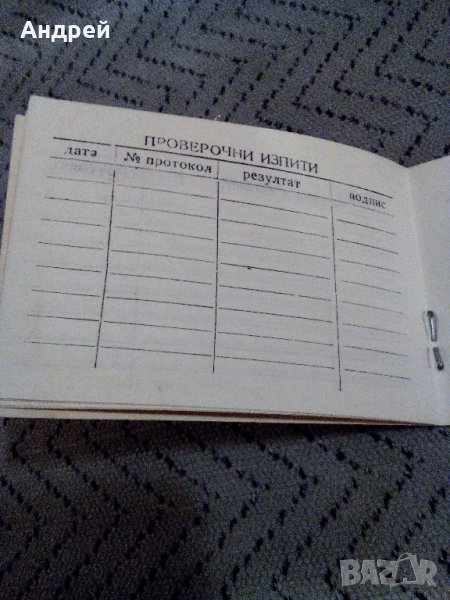 Андрей
ПРОВЕРОЧНИ ИЗПИТИ
дата № протокол резултат подпис
BAZAR